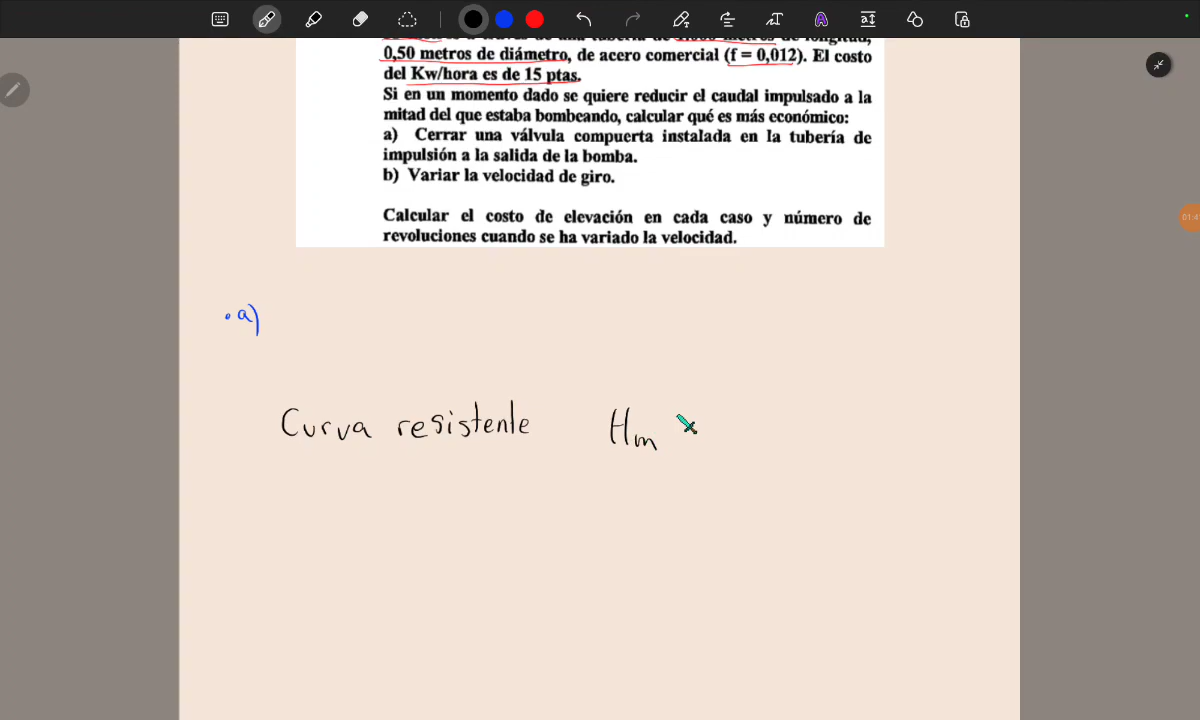 01:4
0,50 metros de diámetro, de acero comercial (f = 0,012). El costo
del Kw/hora es de 15 ptas.
Si en un momento dado se quiere reducir el caudal impulsado a la
mitad del que estaba bombeando, calcular qué es más económico:
a) Cerrar una válvula compuerta instalada en la tubería de
impulsión a la salida de la bomba.
b) Variar la velocidad de giro.
Calcular el costo de elevación en cada caso y número de
revoluciones cuando se ha variado la velocidad.
• a)
Curva resistente Hm